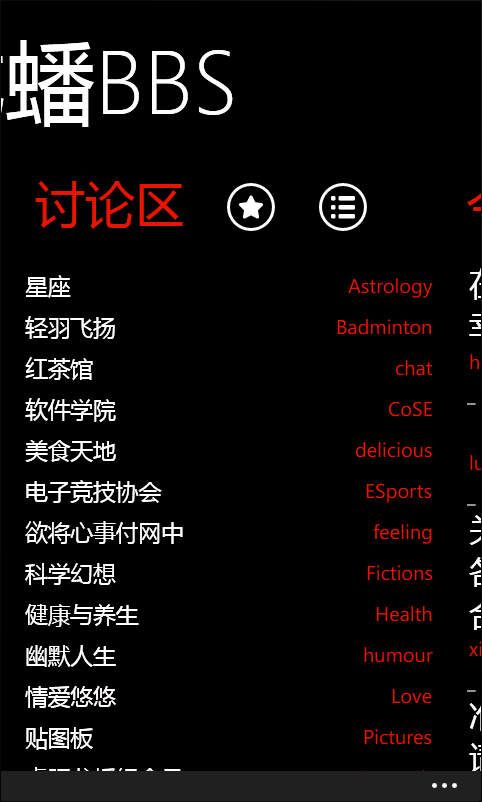 蟠BBS
讨论区
星座 Astrology
轻羽飞扬 Badminton
红茶馆 chat
软件学院 CoSE
美食天地 delicious
电子竞技协会 ESports
欲将心事付网中 feeling
科学幻想 Fictions
健康与养生 Health
幽默人生 humour
情爱悠悠 Love
贴图板 Pictures